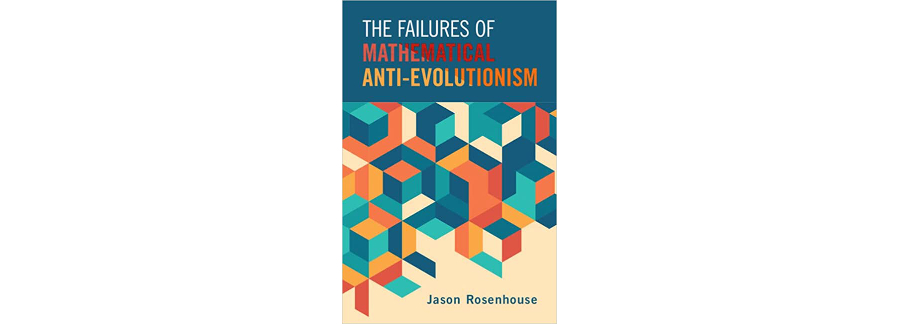 THE FAILURES OF
MATHEMATICAL
ANTI-EVOLUTIONISM
Jason Rosenhouse